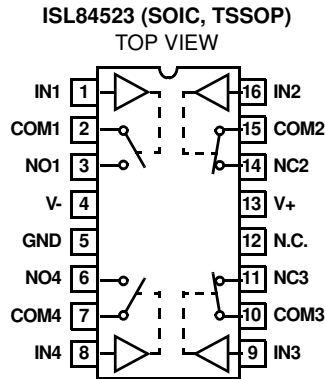 ISL84523 (SOIC, TSSOP)
TOP VIEW
IN1 1 16 IN2
COM1 2 15 COM2
NO1 3 14 NC2
V- 4 13 V+
GND 5 12 N.C.
NO4 6 11 NC3
COM4 7 10 COM3
IN4 8 9 IN3